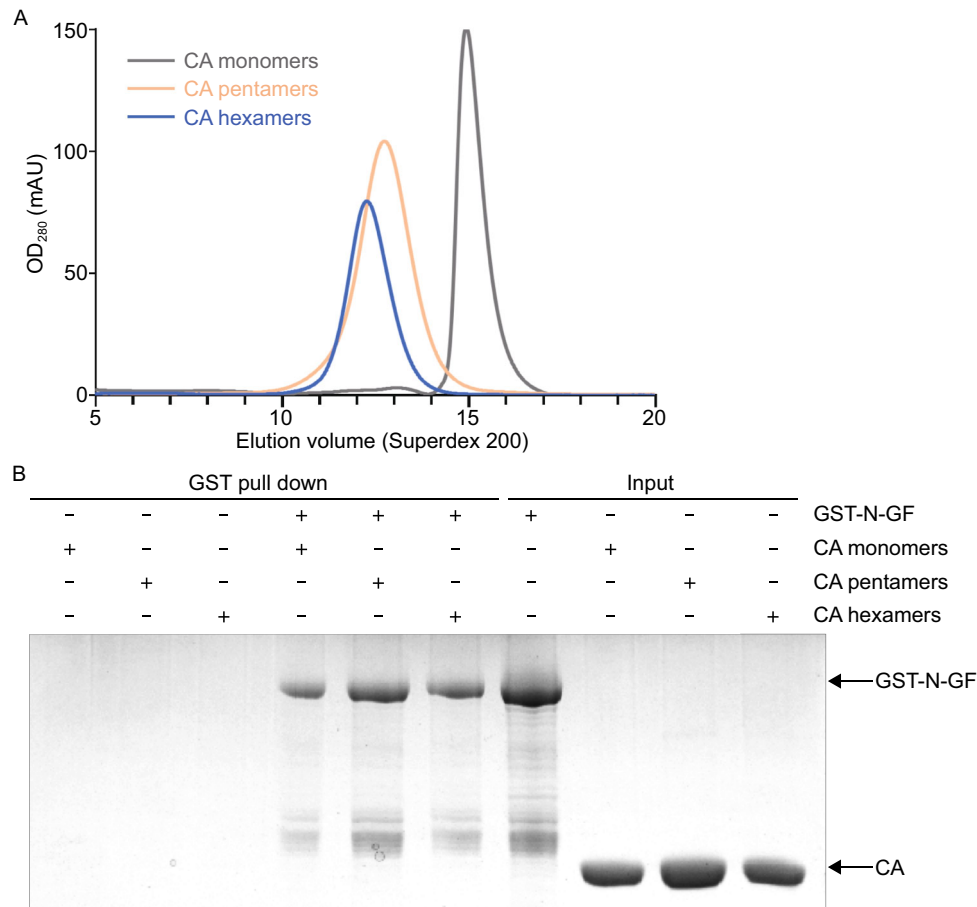 A
150
100
50
0
OD280 (mAU)
CA monomers
CA pentamers
CA hexamers
5 10 15 20
Elution volume (Superdex 200)
B
GST pull down Input
– – – + + + + – – – GST-N-GF
+ – – + – – – + – – CA monomers
– + – – + – – – + – CA pentamers
– – + – – + – – – + CA hexamers
GST-N-GF
CA